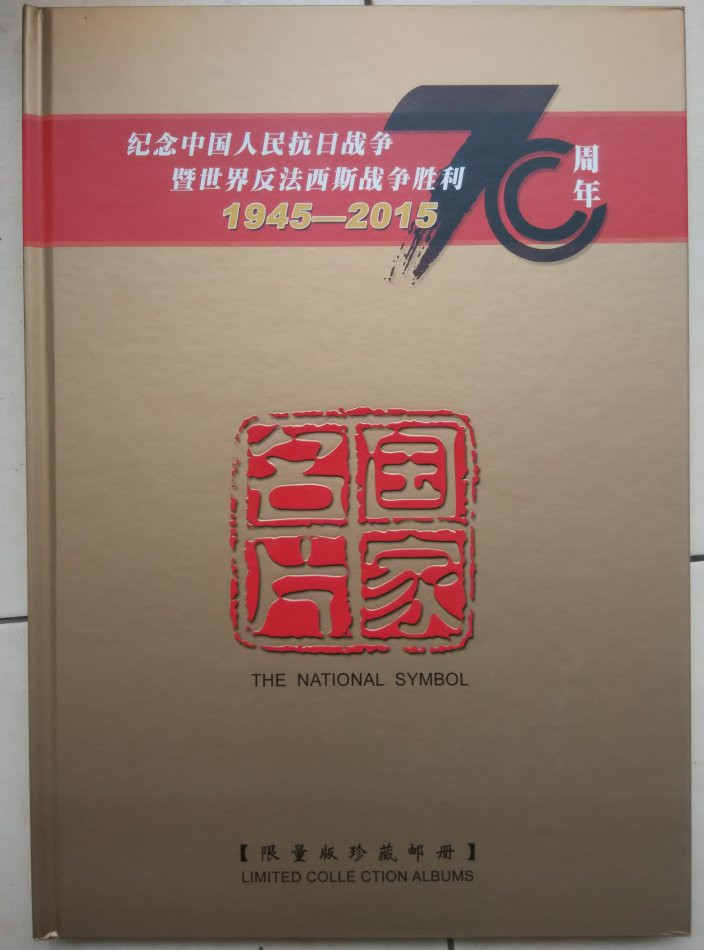 纪念中国人民抗日战争
暨世界反法西斯战争胜利
1945—2015
70
周年
国家
名片
THE NATIONAL SYMBOL
【限量版珍藏邮册】
LIMITED COLLE CTION ALBUMS